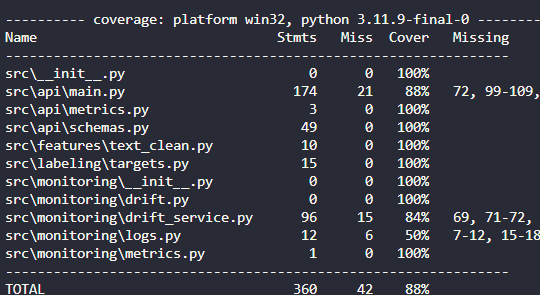 ----------- coverage: platform win32, python 3.11.9-final-0 ---------
Name Stmts Miss Cover Missing
--------------------------------------------------------------
src\__init__.py 0 0 100%
src\api\main.py 174 21 88% 72, 99-109,
src\api\metrics.py 3 0 100%
src\api\schemas.py 49 0 100%
src\features\text_clean.py 10 0 100%
src\labeling\targets.py 15 0 100%
src\monitoring\__init__.py 0 0 100%
src\monitoring\drift.py 0 0 100%
src\monitoring\drift_service.py 96 15 84% 69, 71-72,
src\monitoring\logs.py 12 6 50% 7-12, 15-18
src\monitoring\metrics.py 1 0 100%
--------------------------------------------------------------
TOTAL 360 42 88%